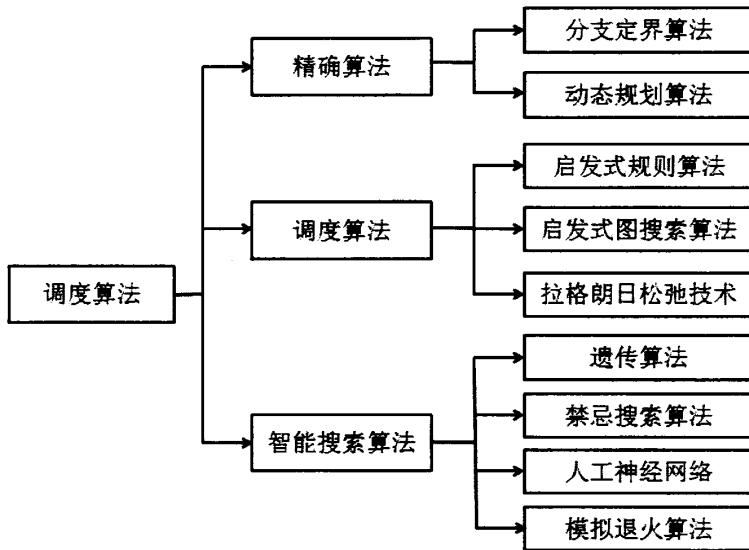 调度算法
精确算法
分支定界算法
动态规划算法
调度算法
启发式规则算法
启发式图搜索算法
拉格朗日松弛技术
智能搜索算法
遗传算法
禁忌搜索算法
人工神经网络
模拟退火算法